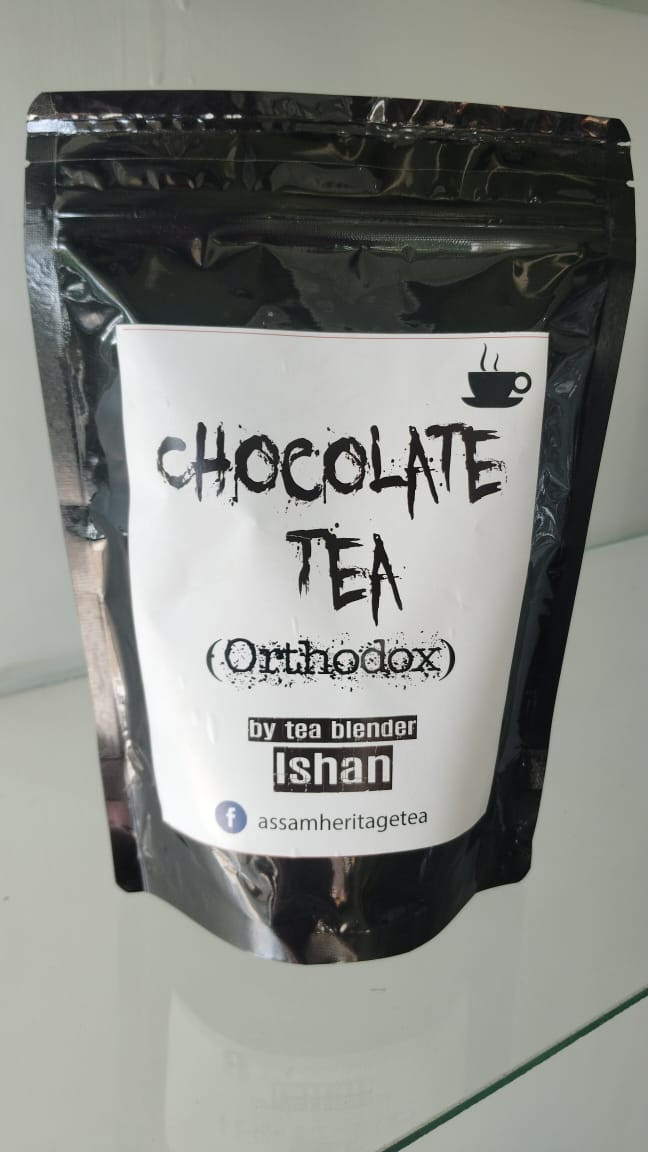 CHOCOLATE
TEA
(Orthodox)
by tea blender
Ishan
f assamheritagetea